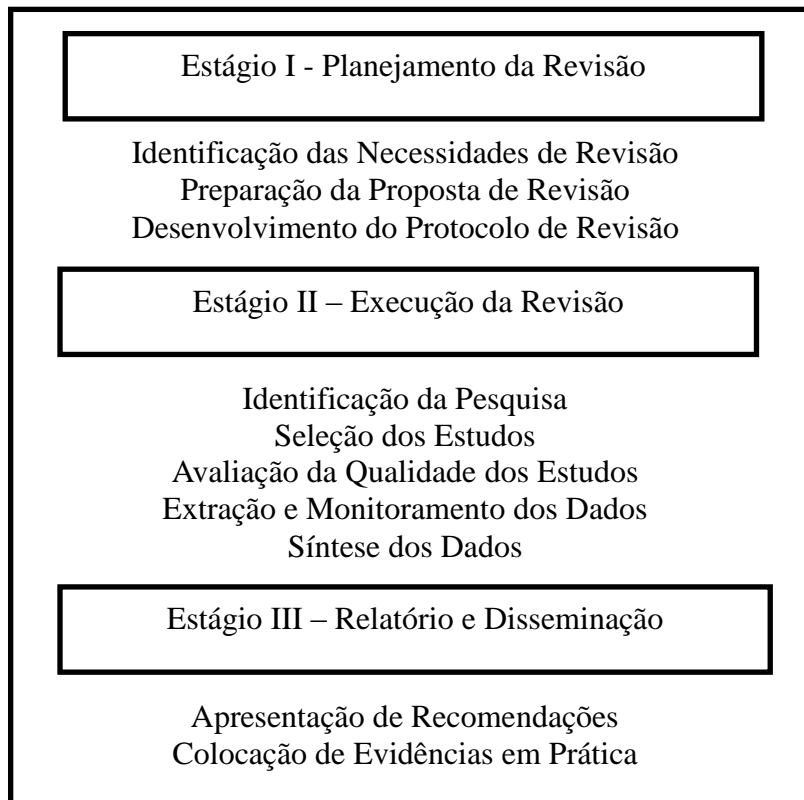 Estágio I - Planejamento da Revisão
Identificação das Necessidades de Revisão
Preparação da Proposta de Revisão
Desenvolvimento do Protocolo de Revisão
Estágio II – Execução da Revisão
Identificação da Pesquisa
Seleção dos Estudos
Avaliação da Qualidade dos Estudos
Extração e Monitoramento dos Dados
Síntese dos Dados
Estágio III – Relatório e Disseminação
Apresentação de Recomendações
Colocação de Evidências em Prática